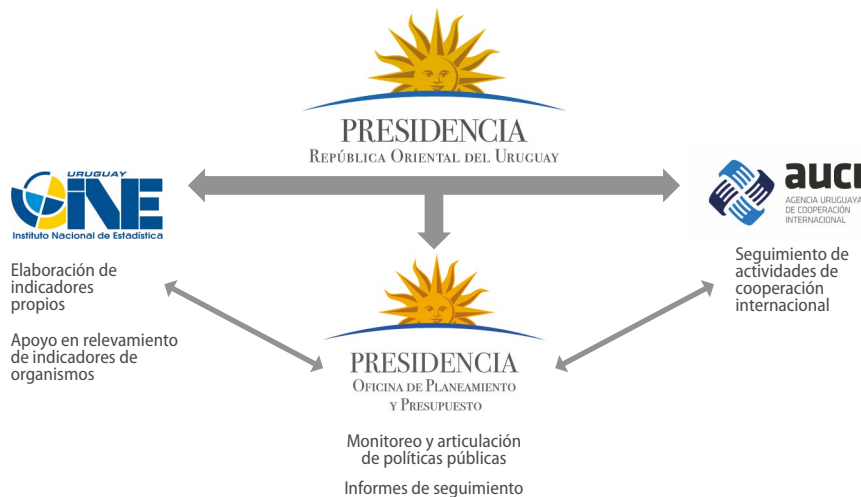 PRESIDENCIA
REPÚBLICA ORIENTAL DEL URUGUAY
URUGUAY
INE
Instituto Nacional de Estadística
Elaboración de
indicadores
propios
Apoyo en relevamiento
de indicadores de
organismos
auci
AGENCIA URUGUAYA
DE COOPERACIÓN
INTERNACIONAL
Seguimiento de
actividades de
cooperación
internacional
PRESIDENCIA
OFICINA DE PLANEAMIENTO
Y PRESUPUESTO
Monitoreo y articulación
de políticas públicas
Informes de seguimiento